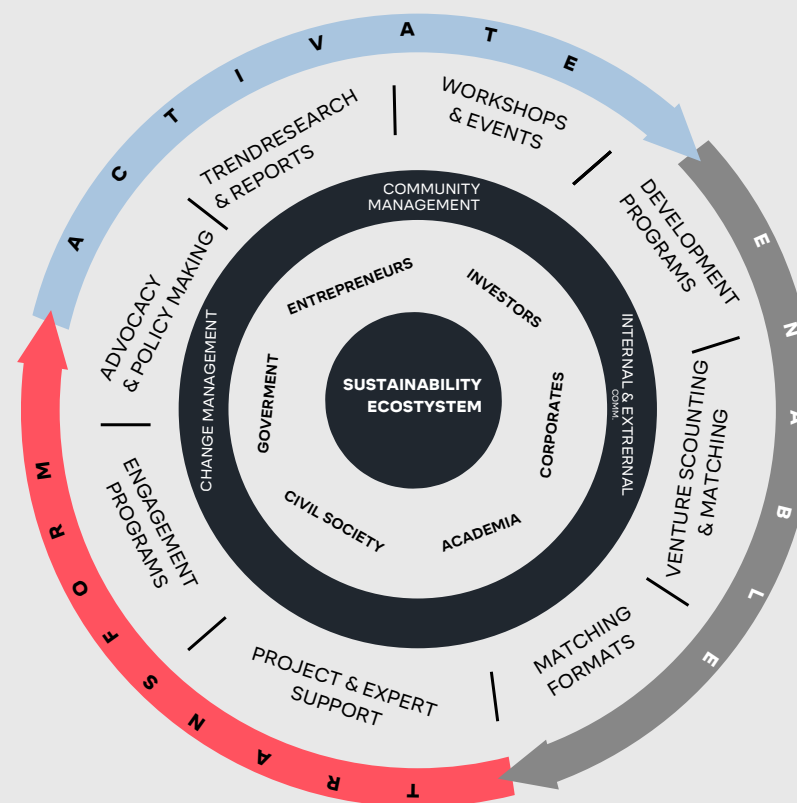 ACTIVATE
ENABLE
TRANSFORM
TRENDRESEARCH
& REPORTS
WORKSHOPS
& EVENTS
DEVELOPMENT
PROGRAMS
VENTURE SCOUNTING
& MATCHING
MATCHING
FORMATS
PROJECT & EXPERT
SUPPORT
ENGAGEMENT
PROGRAMS
ADVOCACY
& POLICY MAKING
COMMUNITY
MANAGEMENT
INTERNAL & EXTRERNAL
COMM.
CHANGE MANAGEMENT
ENTREPRENEURS
INVESTORS
CORPORATES
ACADEMIA
CIVIL SOCIETY
GOVERMENT
SUSTAINABILITY
ECOSTYSTEM